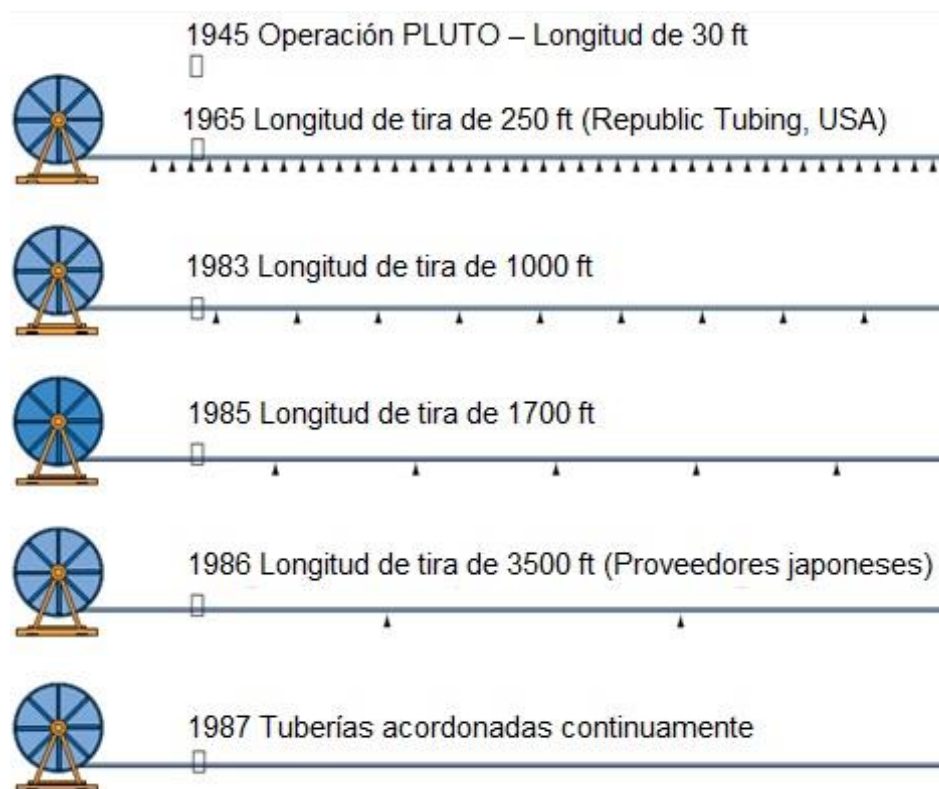 1945 Operación PLUTO – Longitud de 30 ft
1965 Longitud de tira de 250 ft (Republic Tubing, USA)
1983 Longitud de tira de 1000 ft
1985 Longitud de tira de 1700 ft
1986 Longitud de tira de 3500 ft (Proveedores japoneses)
1987 Tuberías acordonadas continuamente